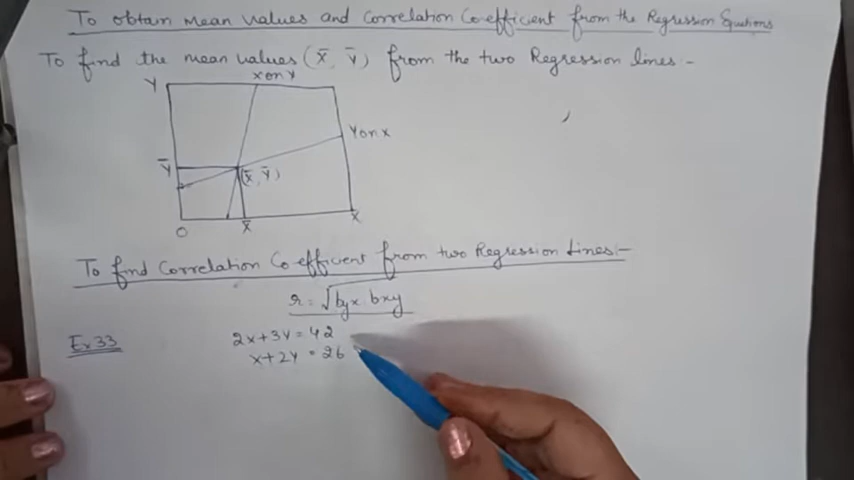 To obtain Mean Values and Correlation Coefficient from the Regression Equations
To find the mean values (X̄, Ȳ) from the two Regression lines:-
Y
X on Y
Y on X
Ȳ
(X̄, Ȳ)
O
X̄
X
To find Correlation Coefficient from two Regression Lines:-
r = √byx. bxy
Ex 33
2x+3y = 42
x+2y = 26